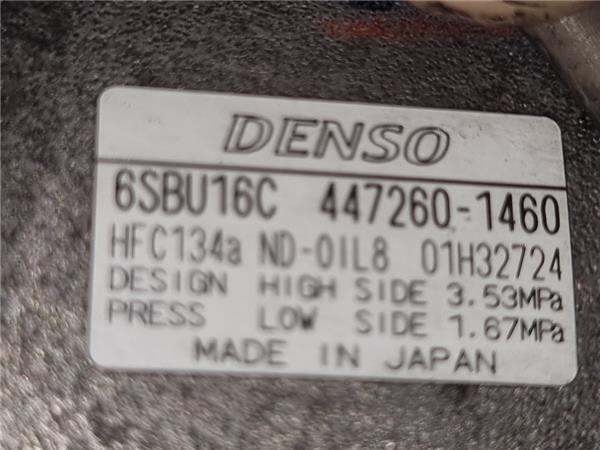 DENSO
6SBU16C 447260-1460
HFC134a ND-OIL8 01H32724
DESIGN HIGH SIDE 3.53MPa
PRESS LOW SIDE 1.67MPa
MADE IN JAPAN